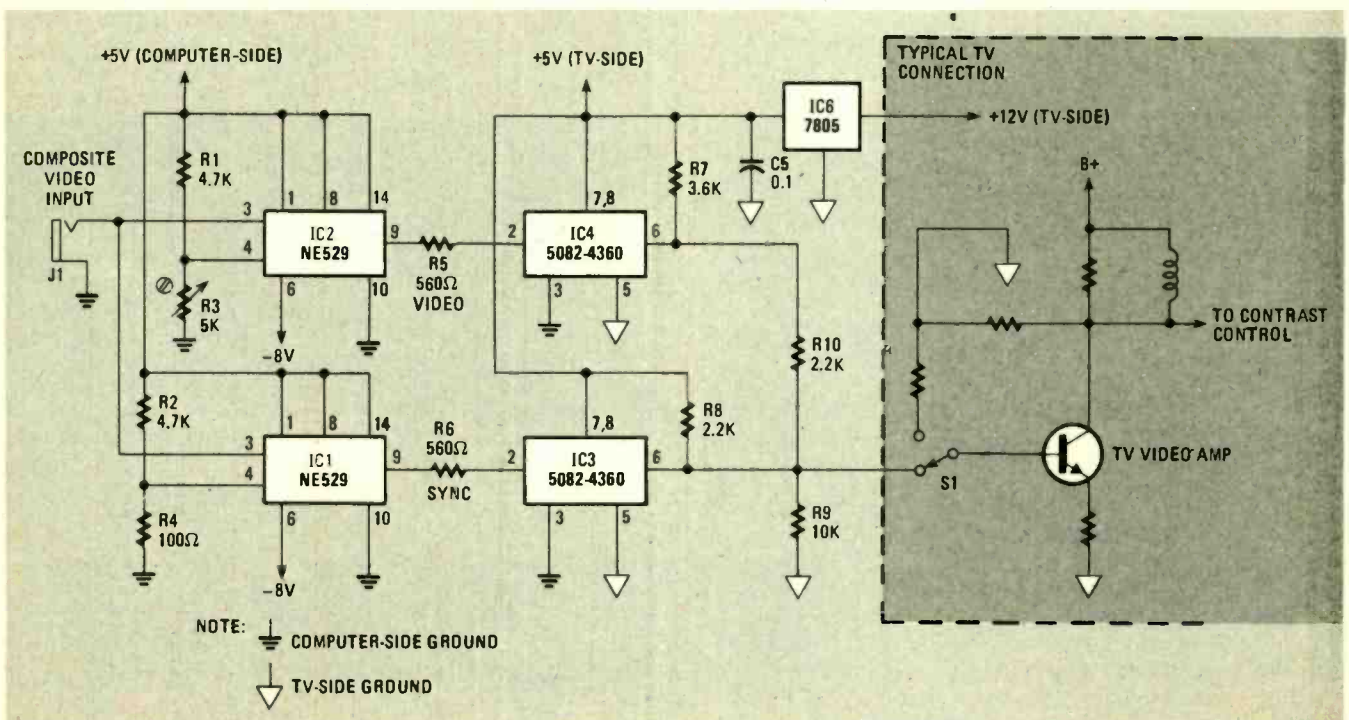 +5V (COMPUTER-SIDE)
+5V (TV-SIDE)
TYPICAL TV
CONNECTION
IC6
7805
+12V (TV-SIDE)
COMPOSITE
VIDEO
INPUT
J1
R1
4.7K
3
4
1
8
14
IC2
NE529
9
6
10
-8V
R3
5K
R5
560Ω
VIDEO
2
7,8
IC4
5082-4360
6
3
5
R7
3.6K
C5
0.1
B+
TO CONTRAST
CONTROL
R10
2.2K
R2
4.7K
3
4
1
8
14
IC1
NE529
9
6
10
-8V
R4
100Ω
R6
560Ω
SYNC
2
7,8
IC3
5082-4360
6
3
5
R8
2.2K
R9
10K
S1
TV VIDEO AMP
NOTE:
COMPUTER-SIDE GROUND
TV-SIDE GROUND